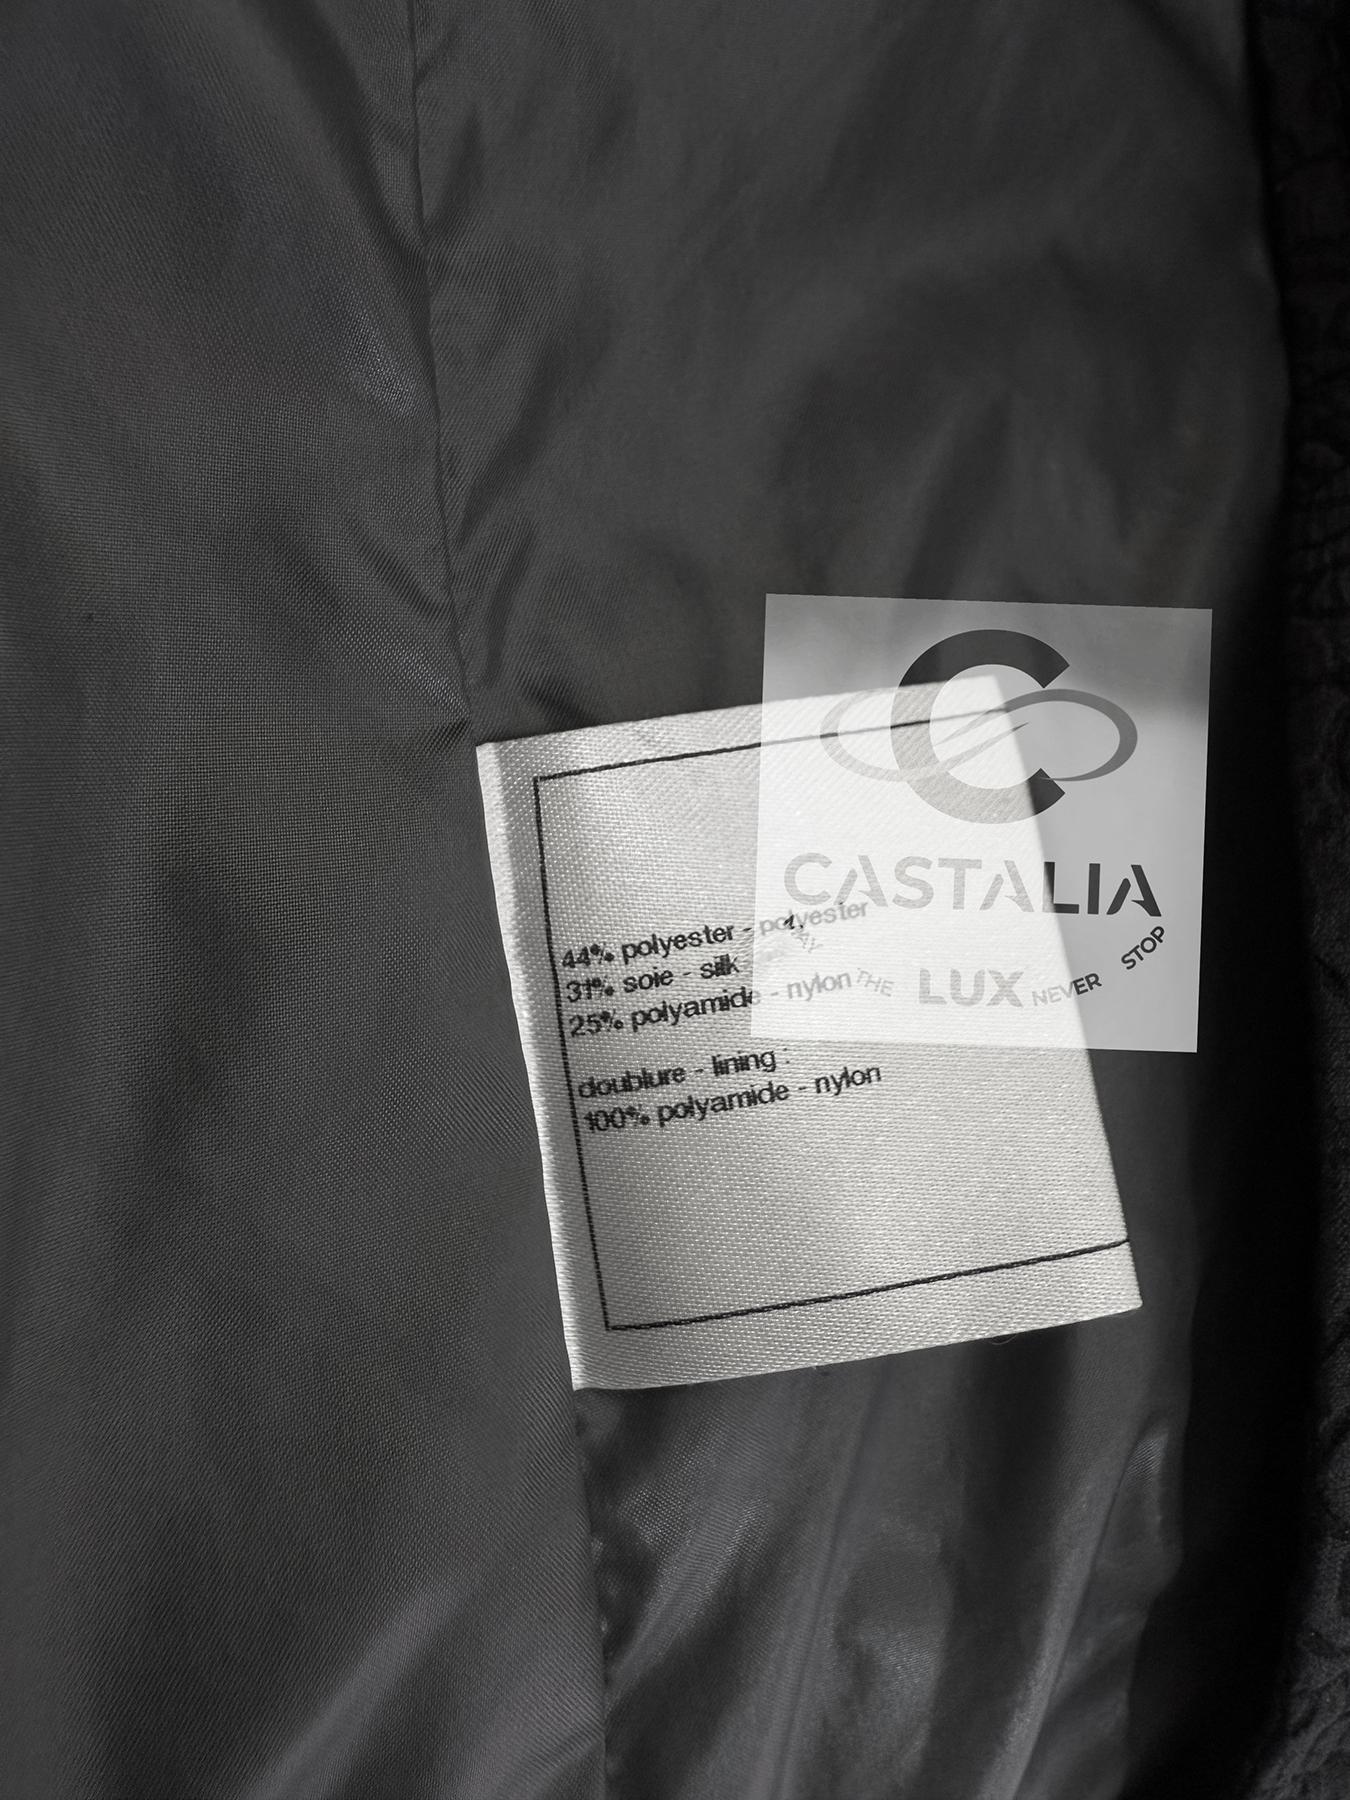 CASTALIA
THE LUX NEVER STOP
44% polyester - polyester
31% soie - silk
25% polyamide - nylon
doublure - lining :
100% polyamide - nylon